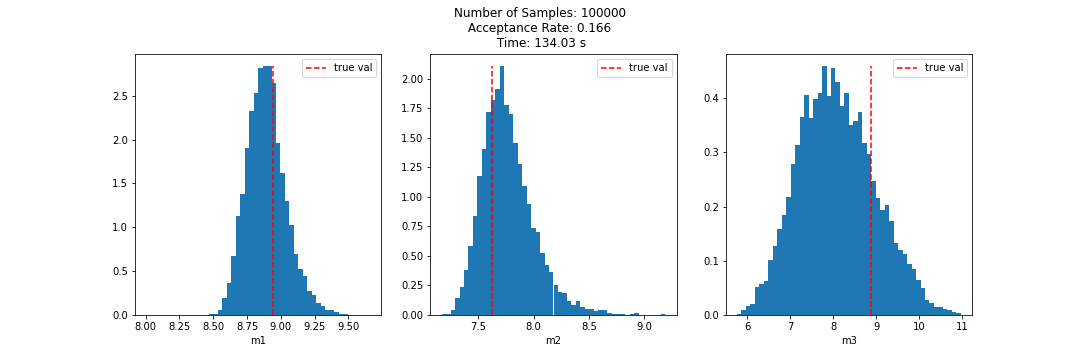 Number of Samples: 100000
Acceptance Rate: 0.166
Time: 134.03 s
true val
2.5
2.0
1.5
1.0
0.5
0.0
8.00 8.25 8.50 8.75 9.00 9.25 9.50
m1
true val
2.00
1.75
1.50
1.25
1.00
0.75
0.50
0.25
0.00
7.5 8.0 8.5 9.0
m2
true val
0.4
0.3
0.2
0.1
0.0
6 7 8 9 10 11
m3